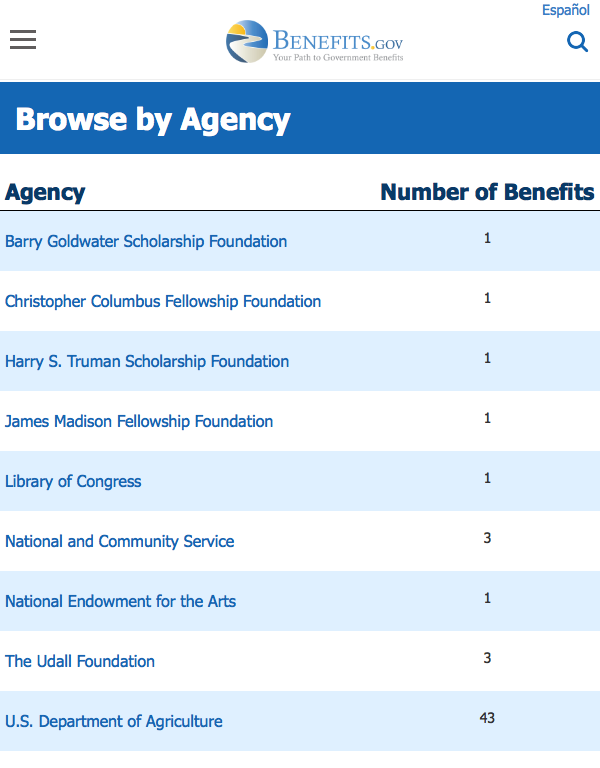 Español
BENEFITS.GOV
Your Path to Government Benefits
Browse by Agency
Agency Number of Benefits
Barry Goldwater Scholarship Foundation 1
Christopher Columbus Fellowship Foundation 1
Harry S. Truman Scholarship Foundation 1
James Madison Fellowship Foundation 1
Library of Congress 1
National and Community Service 3
National Endowment for the Arts 1
The Udall Foundation 3
U.S. Department of Agriculture 43